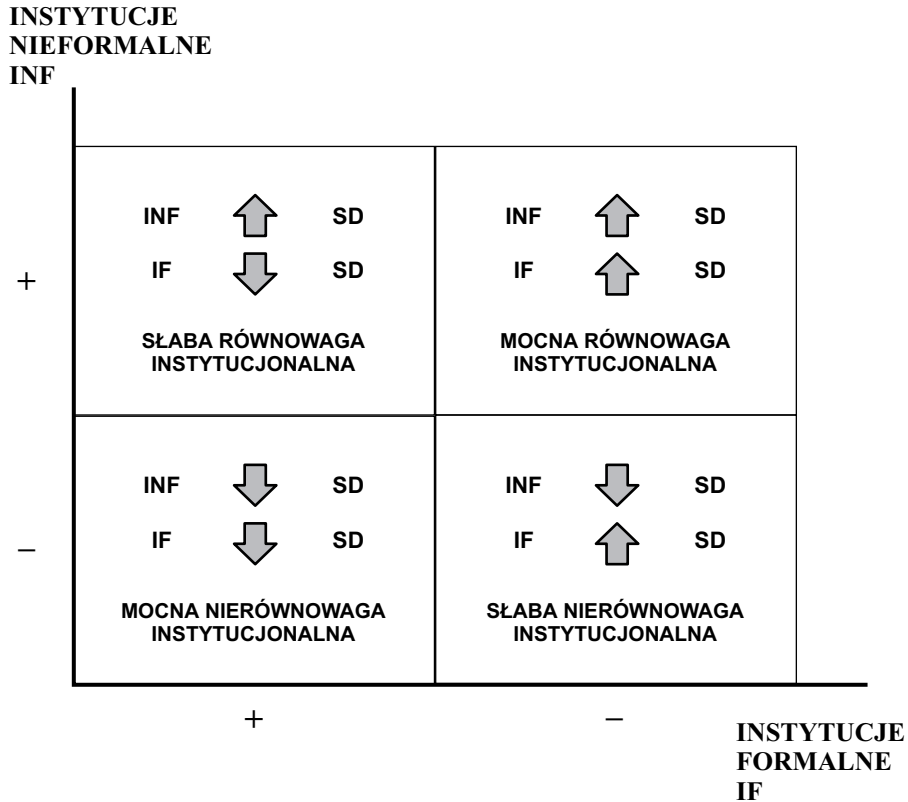 INSTYTUCJE
NIEFORMALNE
INF
INF SD
IF SD
SŁABA RÓWNOWAGA
INSTYTUCJONALNA
INF SD
IF SD
MOCNA RÓWNOWAGA
INSTYTUCJONALNA
+
INF SD
IF SD
MOCNA NIERÓWNOWAGA
INSTYTUCJONALNA
INF SD
IF SD
SŁABA NIERÓWNOWAGA
INSTYTUCJONALNA
–
+
–
INSTYTUCJE
FORMALNE
IF